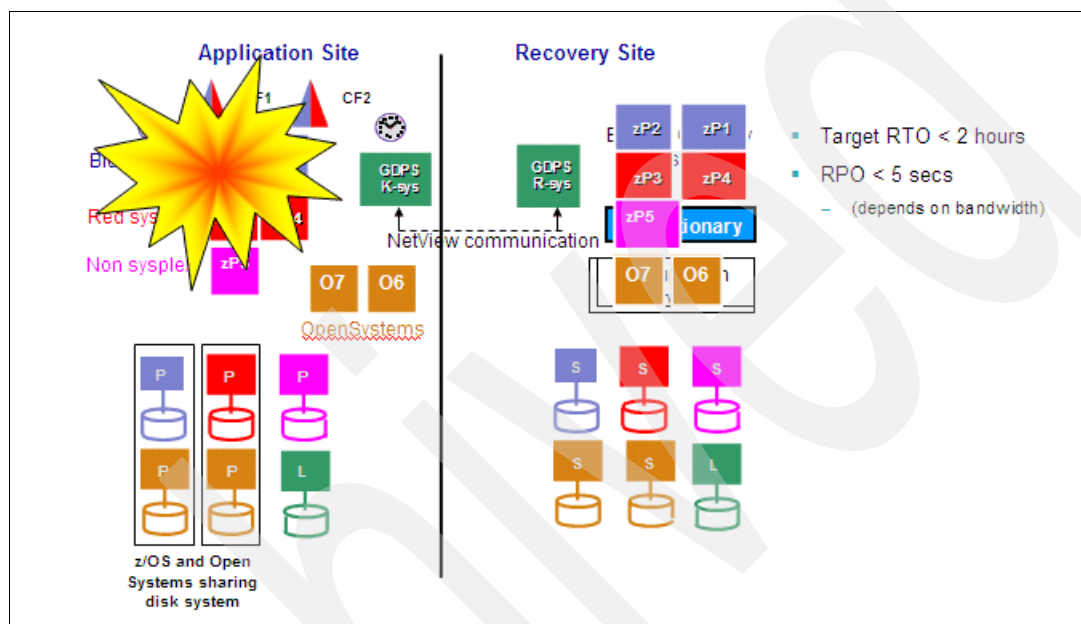 Application Site
Recovery Site
CF2
GDPS
K-sys
Red sys
Non sysple
O7
O6
OpenSystems
NetView communication
GDPS
R-sys
zP2
zP1
zP3
zP4
zP5
O7
O6
Target RTO < 2 hours
RPO < 5 secs
– (depends on bandwidth)
P
P
P
P
P
L
z/OS and Open
Systems sharing
disk system
S
S
S
S
S
L